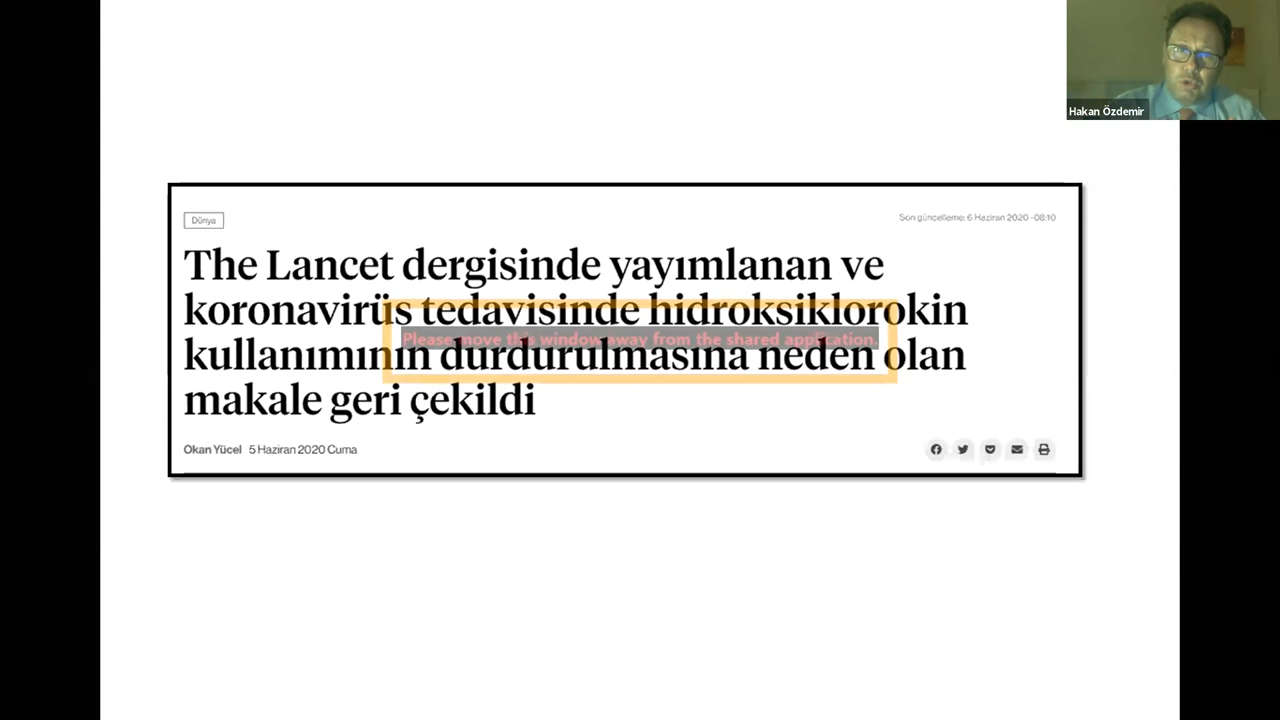 Hakan Özdemir
Dünya
Son güncelleme: 6 Haziran 2020 -08:10
The Lancet dergisinde yayımlanan ve
koronavirüs tedavisinde hidroksiklorokin
Please move this window away from the shared application.
kullanımının durdurulmasına neden olan
makale geri çekildi
Okan Yücel 5 Haziran 2020 Cuma